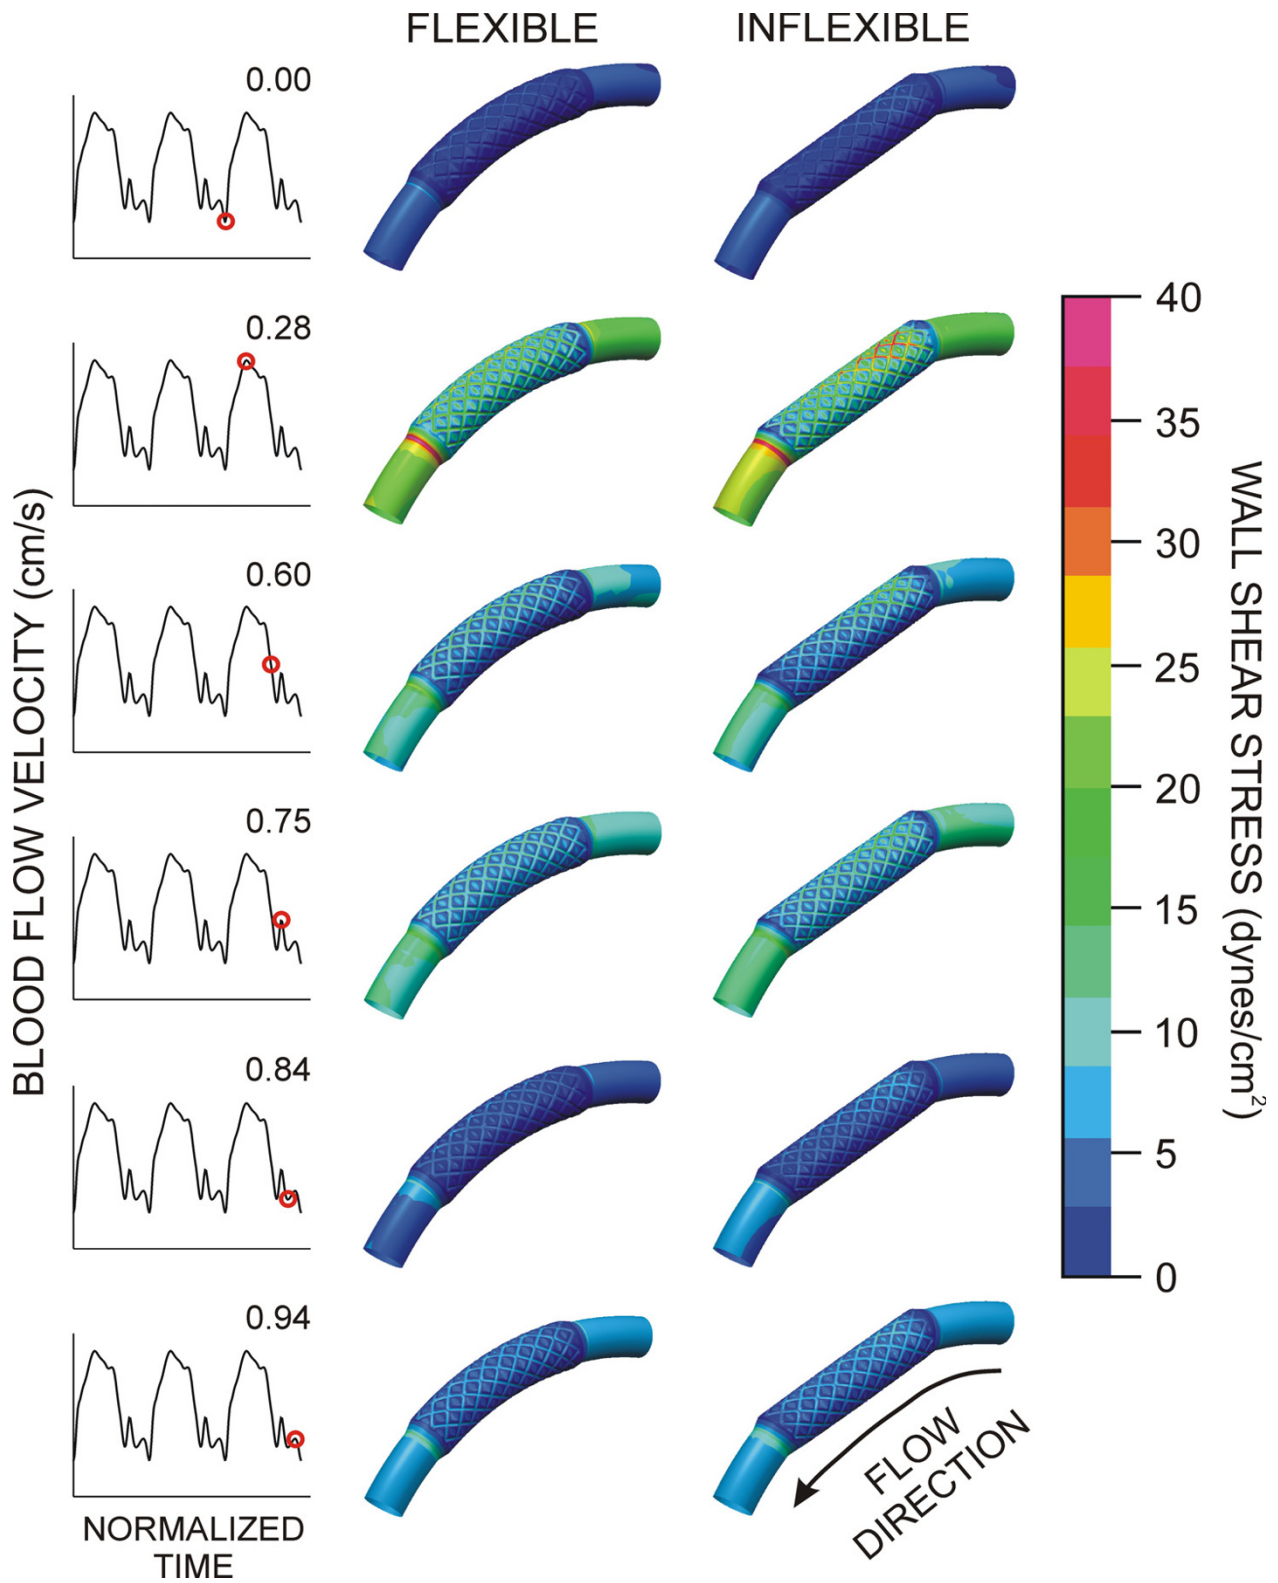 FLEXIBLE
INFLEXIBLE
0.00
0.28
0.60
0.75
0.84
0.94
BLOOD FLOW VELOCITY (cm/s)
NORMALIZED
TIME
40
35
30
25
20
15
10
5
0
WALL SHEAR STRESS (dynes/cm²)
FLOW
DIRECTION